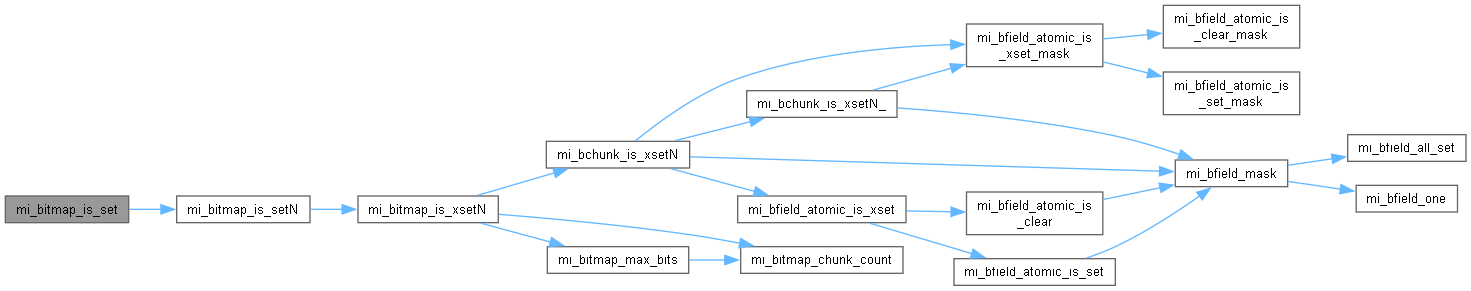 mi_bitmap_is_set
mi_bitmap_is_setN
mi_bitmap_is_xsetN
mi_bchunk_is_xsetN
mi_bitmap_max_bits
mi_bchunk_is_xsetN_
mi_bfield_atomic_is_xset
mi_bitmap_chunk_count
mi_bfield_atomic_is
_xset_mask
mi_bfield_atomic_is
_clear
mi_bfield_atomic_is_set
mi_bfield_atomic_is
_clear_mask
mi_bfield_atomic_is
_set_mask
mi_bfield_mask
mi_bfield_all_set
mi_bfield_one